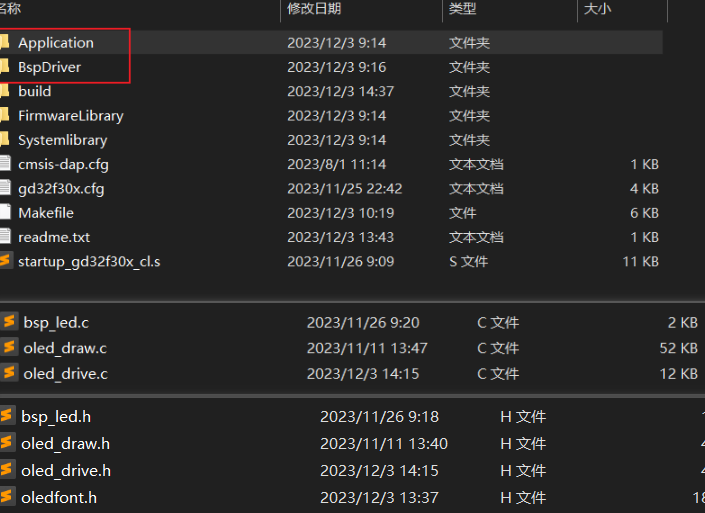 名称 修改日期 类型 大小
Application 2023/12/3 9:14 文件夹
BspDriver 2023/12/3 9:16 文件夹
build 2023/12/3 14:37 文件夹
FirmwareLibrary 2023/12/3 9:14 文件夹
Systemlibrary 2023/12/3 9:14 文件夹
cmsis-dap.cfg 2023/8/1 11:14 文本文档 1 KB
gd32f30x.cfg 2023/11/25 22:42 文本文档 4 KB
Makefile 2023/12/3 10:19 文件 6 KB
readme.txt 2023/12/3 13:43 文本文档 1 KB
startup_gd32f30x_cl.s 2023/11/26 9:09 S 文件 11 KB
bsp_led.c 2023/11/26 9:20 C 文件 2 KB
oled_draw.c 2023/11/11 13:47 C 文件 52 KB
oled_drive.c 2023/12/3 14:15 C 文件 12 KB
bsp_led.h 2023/11/26 9:18 H 文件
oled_draw.h 2023/11/11 13:40 H 文件
oled_drive.h 2023/12/3 14:15 H 文件
oledfont.h 2023/12/3 13:37 H 文件 18